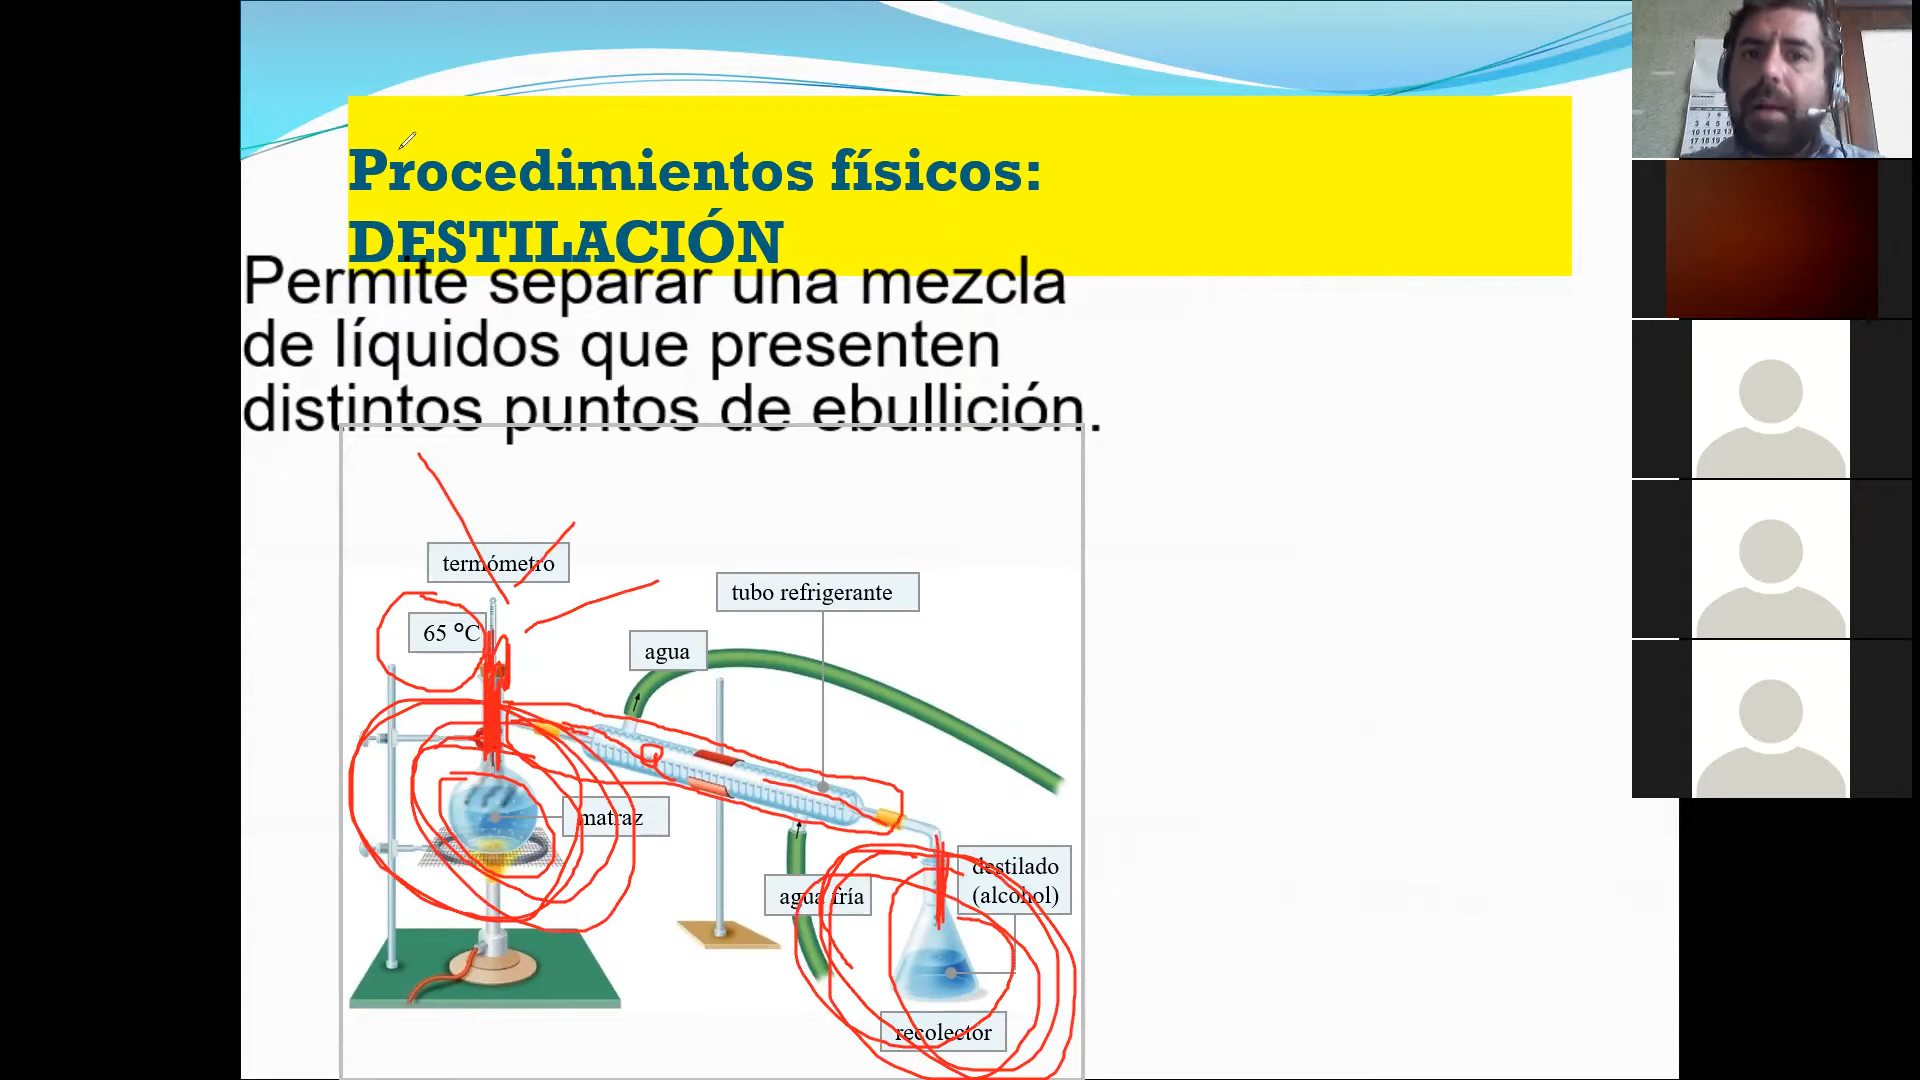 Procedimientos físicos:
DESTILACIÓN
Permite separar una mezcla
de líquidos que presenten
distintos puntos de ebullición.
termómetro
65 °C
tubo refrigerante
agua
matraz
agua fría
destilado
(alcohol)
recolector